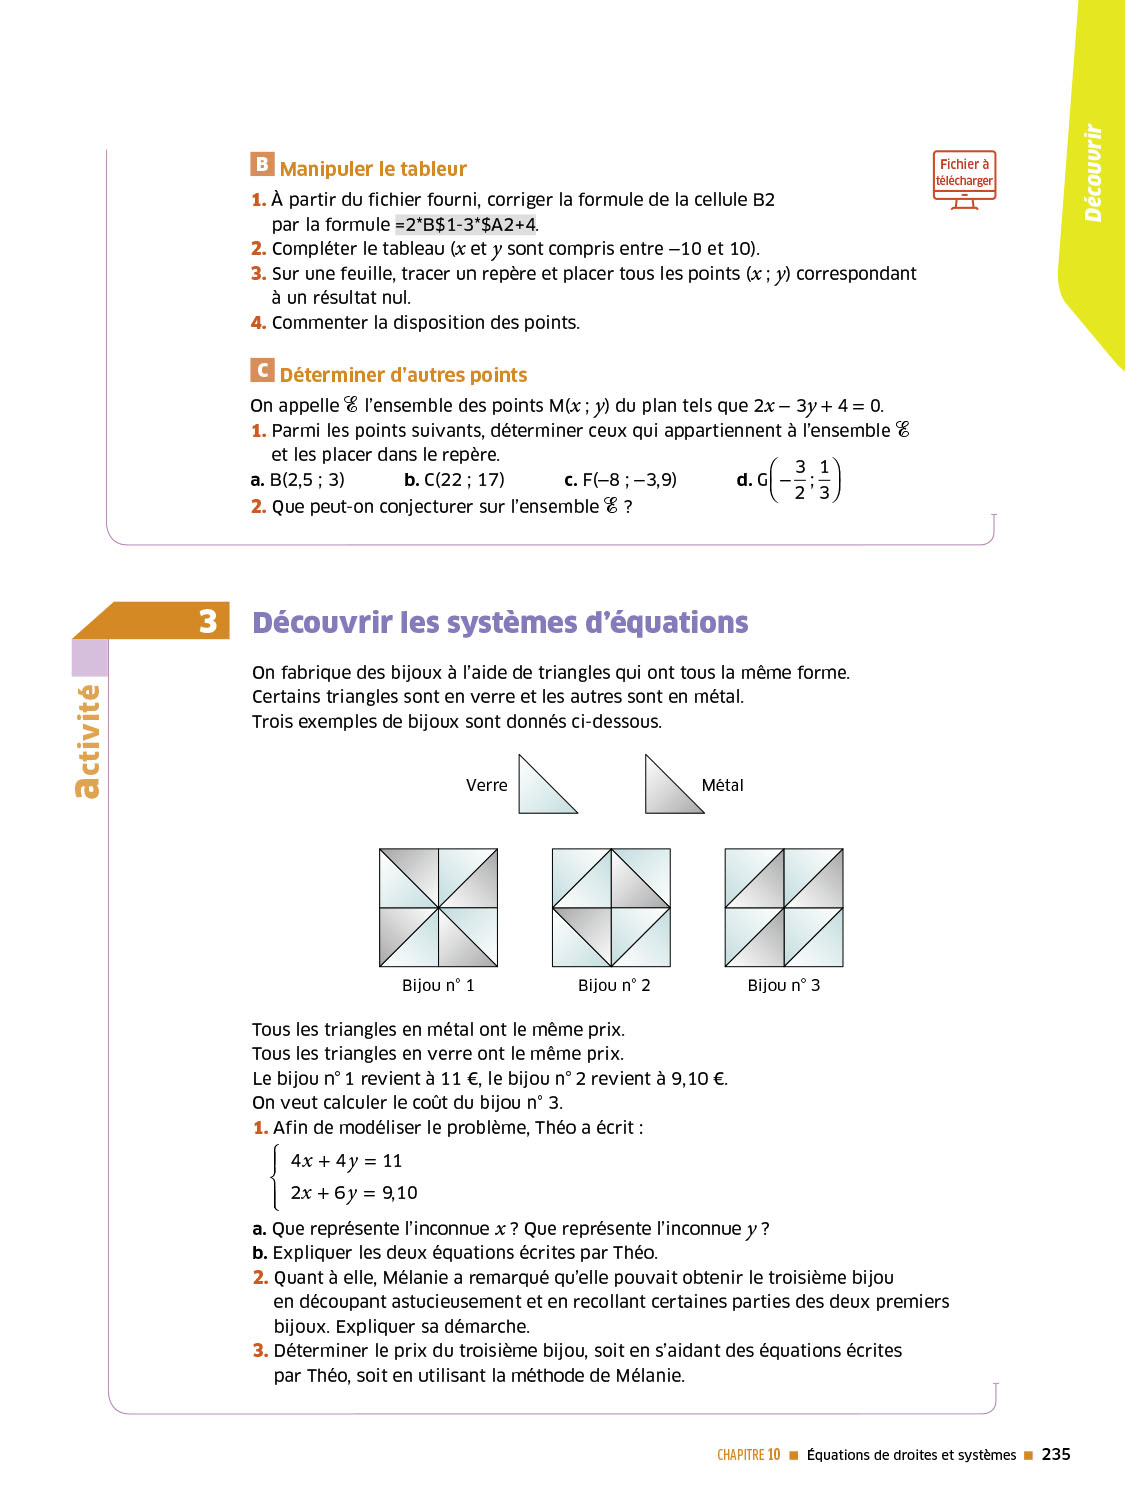 Découvrir
B Manipuler le tableur
Fichier à
télécharger
1. À partir du fichier fourni, corriger la formule de la cellule B2
par la formule =2*B$1-3*$A2+4.
2. Compléter le tableau (x et y sont compris entre –10 et 10).
3. Sur une feuille, tracer un repère et placer tous les points (x ; y) correspondant
à un résultat nul.
4. Commenter la disposition des points.
C Déterminer d’autres points
On appelle ℰ l’ensemble des points M(x ; y) du plan tels que 2x – 3y + 4 = 0.
1. Parmi les points suivants, déterminer ceux qui appartiennent à l’ensemble ℰ
et les placer dans le repère.
a. B(2,5 ; 3) b. C(22 ; 17) c. F(–8 ; –3,9) d. G(–3/2 ; 1/3)
2. Que peut-on conjecturer sur l’ensemble ℰ ?
activité
3 Découvrir les systèmes d’équations
On fabrique des bijoux à l’aide de triangles qui ont tous la même forme.
Certains triangles sont en verre et les autres sont en métal.
Trois exemples de bijoux sont donnés ci-dessous.
Verre Métal
Bijou n° 1 Bijou n° 2 Bijou n° 3
Tous les triangles en métal ont le même prix.
Tous les triangles en verre ont le même prix.
Le bijou n° 1 revient à 11 €, le bijou n° 2 revient à 9,10 €.
On veut calculer le coût du bijou n° 3.
1. Afin de modéliser le problème, Théo a écrit :
4x + 4y = 11
2x + 6y = 9,10
a. Que représente l’inconnue x ? Que représente l’inconnue y ?
b. Expliquer les deux équations écrites par Théo.
2. Quant à elle, Mélanie a remarqué qu’elle pouvait obtenir le troisième bijou
en découpant astucieusement et en recollant certaines parties des deux premiers
bijoux. Expliquer sa démarche.
3. Déterminer le prix du troisième bijou, soit en s’aidant des équations écrites
par Théo, soit en utilisant la méthode de Mélanie.
CHAPITRE 10 ■ Équations de droites et systèmes ■ 235